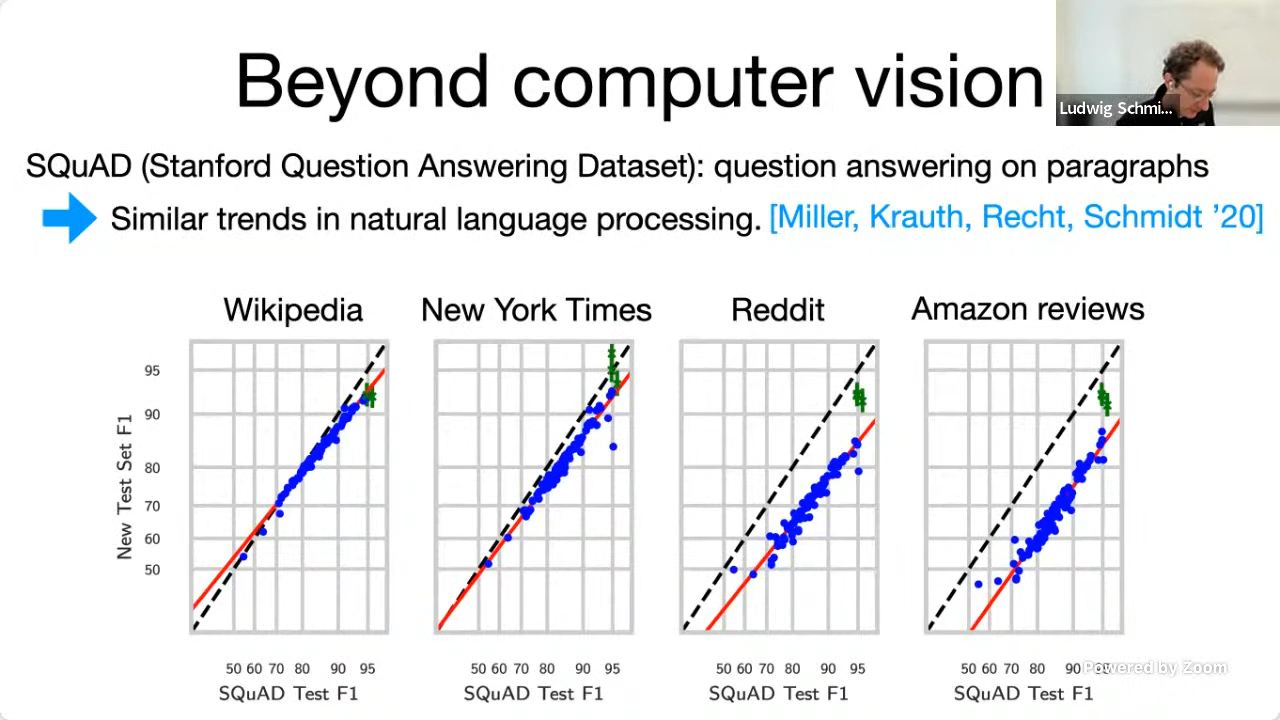 Beyond computer vision
Ludwig Schmi...
SQuAD (Stanford Question Answering Dataset): question answering on paragraphs
Similar trends in natural language processing. [Miller, Krauth, Recht, Schmidt ’20]
Wikipedia New York Times Reddit Amazon reviews
New Test Set F1
95
90
80
70
60
50
50 60 70 80 90 95 50 60 70 80 90 95 50 60 70 80 90 95 50 60 70 80 90 95
SQuAD Test F1 SQuAD Test F1 SQuAD Test F1 SQuAD Test F1
Powered by Zoom